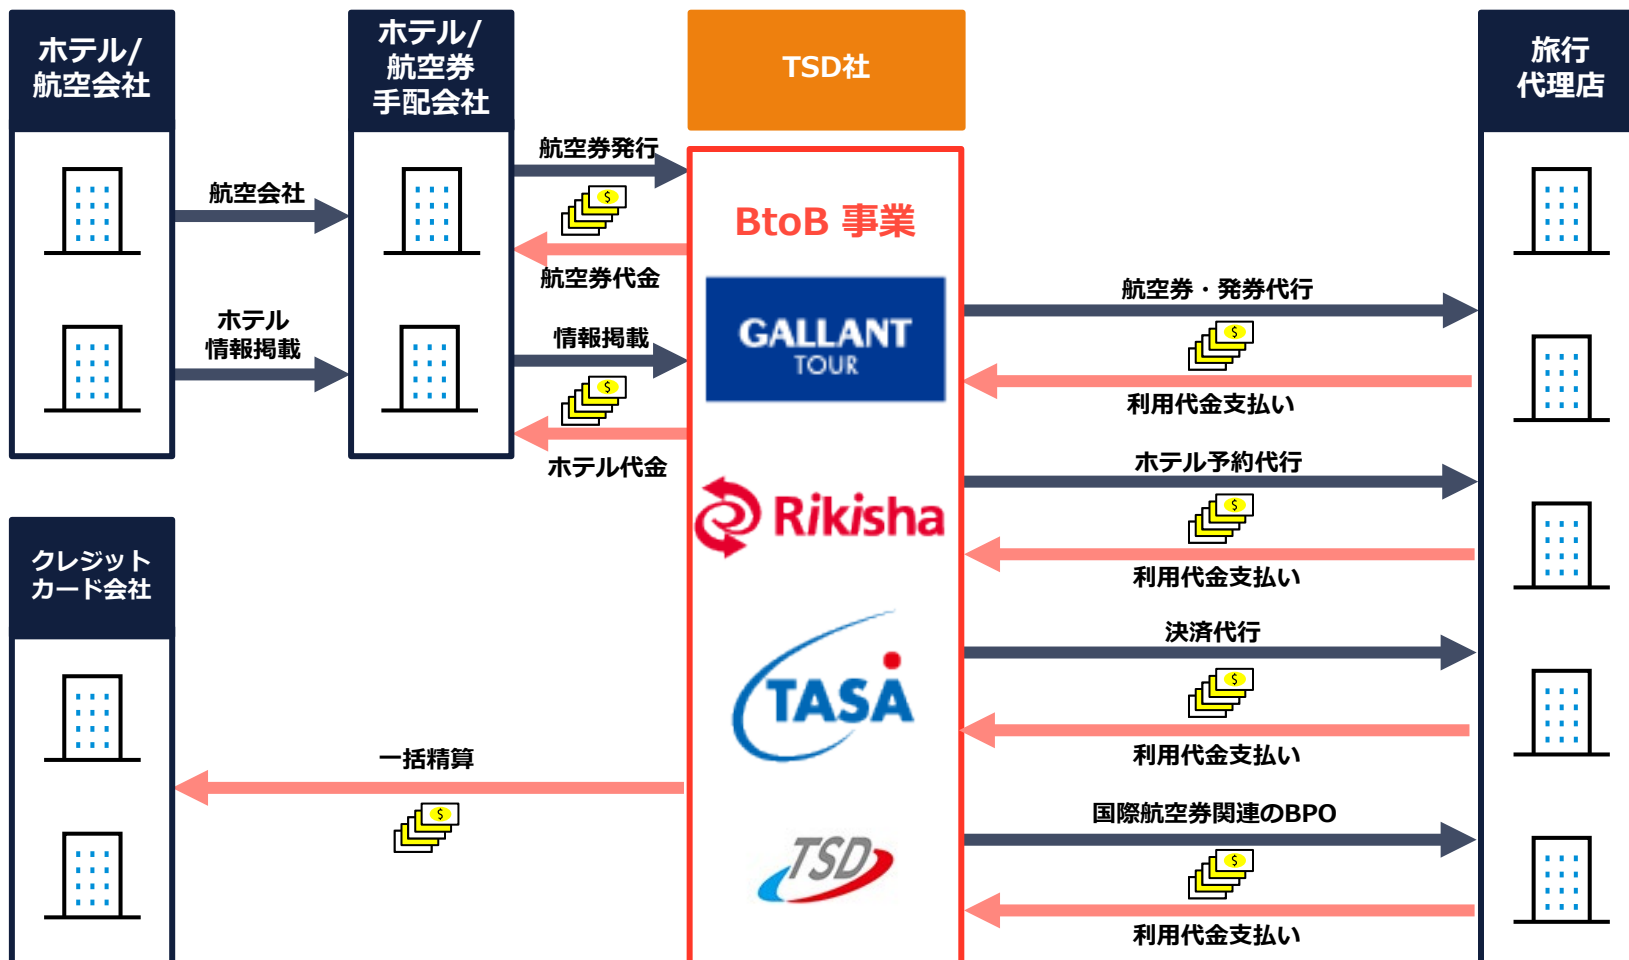 ホテル/
航空会社
ホテル/
航空券
手配会社
TSD社
旅行
代理店
航空会社
ホテル
情報掲載
航空券発行
$
航空券代金
情報掲載
$
ホテル代金
BtoB 事業
GALLANT
TOUR
Rikisha
TASA
TSD
航空券・発券代行
$
利用代金支払い
ホテル予約代行
$
利用代金支払い
決済代行
$
利用代金支払い
国際航空券関連のBPO
$
利用代金支払い
クレジット
カード会社
一括精算
$